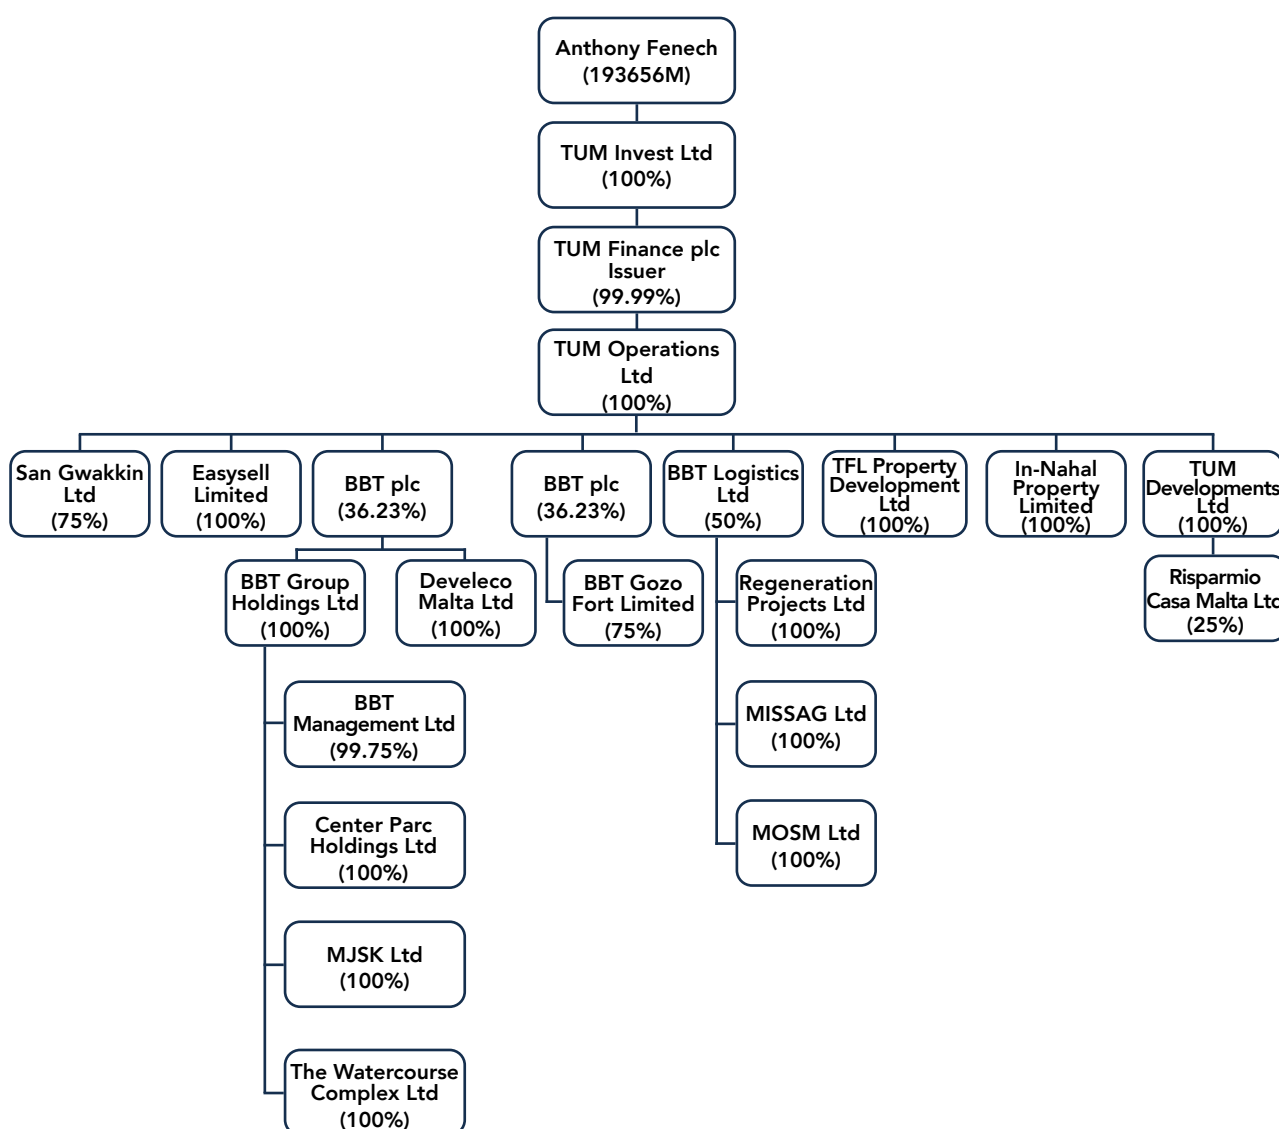 Anthony Fenech
(193656M)
TUM Invest Ltd
(100%)
TUM Finance plc
Issuer
(99.99%)
TUM Operations
Ltd
(100%)
San Gwakkin
Ltd
(75%)
Easysell
Limited
(100%)
BBT plc
(36.23%)
BBT plc
(36.23%)
BBT Logistics
Ltd
(50%)
TFL Property
Development
Ltd
(100%)
In-Nahal
Property
Limited
(100%)
TUM
Developments
Ltd
(100%)
BBT Group
Holdings Ltd
(100%)
Develeco
Malta Ltd
(100%)
BBT Gozo
Fort Limited
(75%)
Regeneration
Projects Ltd
(100%)
Risparmio
Casa Malta Ltd
(25%)
BBT
Management Ltd
(99.75%)
MISSAG Ltd
(100%)
Center Parc
Holdings Ltd
(100%)
MOSM Ltd
(100%)
MJSK Ltd
(100%)
The Watercourse
Complex Ltd
(100%)